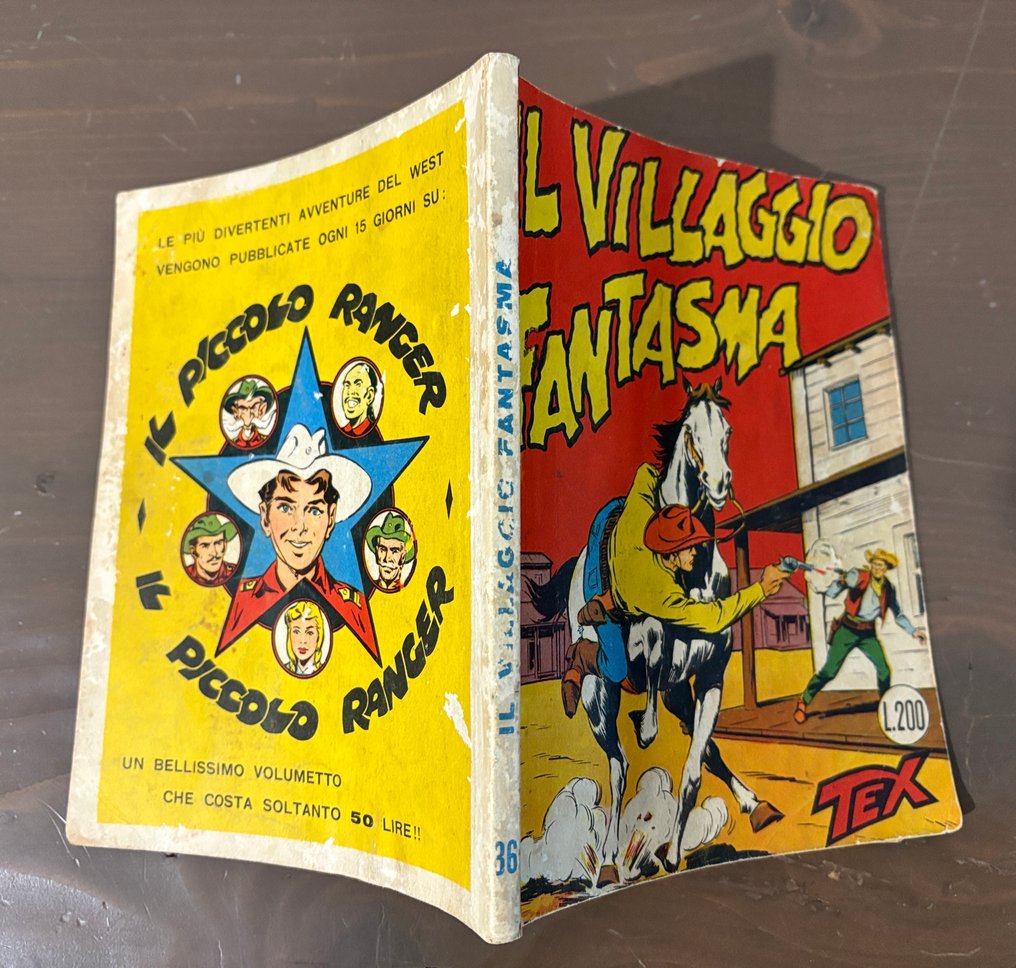 LE PIÙ DIVERTENTI AVVENTURE DEL WEST
VENGONO PUBBLICATE OGNI 15 GIORNI SU:
IL PICCOLO RANGER
IL PICCOLO RANGER
UN BELLISSIMO VOLUMETTO
CHE COSTA SOLTANTO 50 LIRE!!
IL VILLAGGIO FANTASMA
36
IL VILLAGGIO
FANTASMA
L.200
TEX